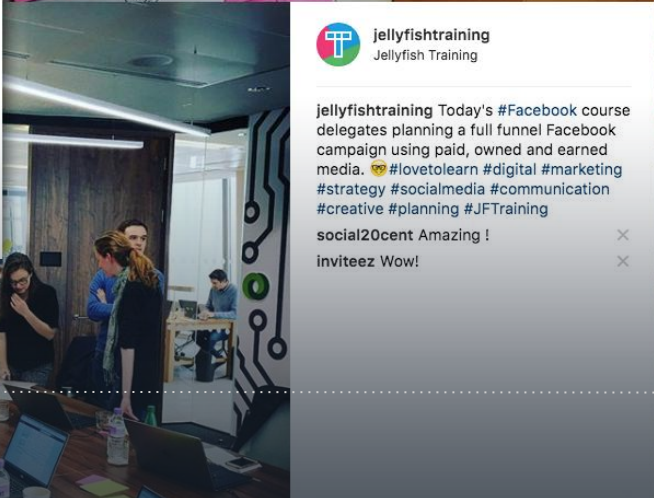 jellyfishtraining
Jellyfish Training
jellyfishtraining Today's #Facebook course
delegates planning a full funnel Facebook
campaign using paid, owned and earned
media. 🤓#lovetolearn #digital #marketing
#strategy #socialmedia #communication
#creative #planning #JFTraining
social20cent Amazing !
inviteez Wow!